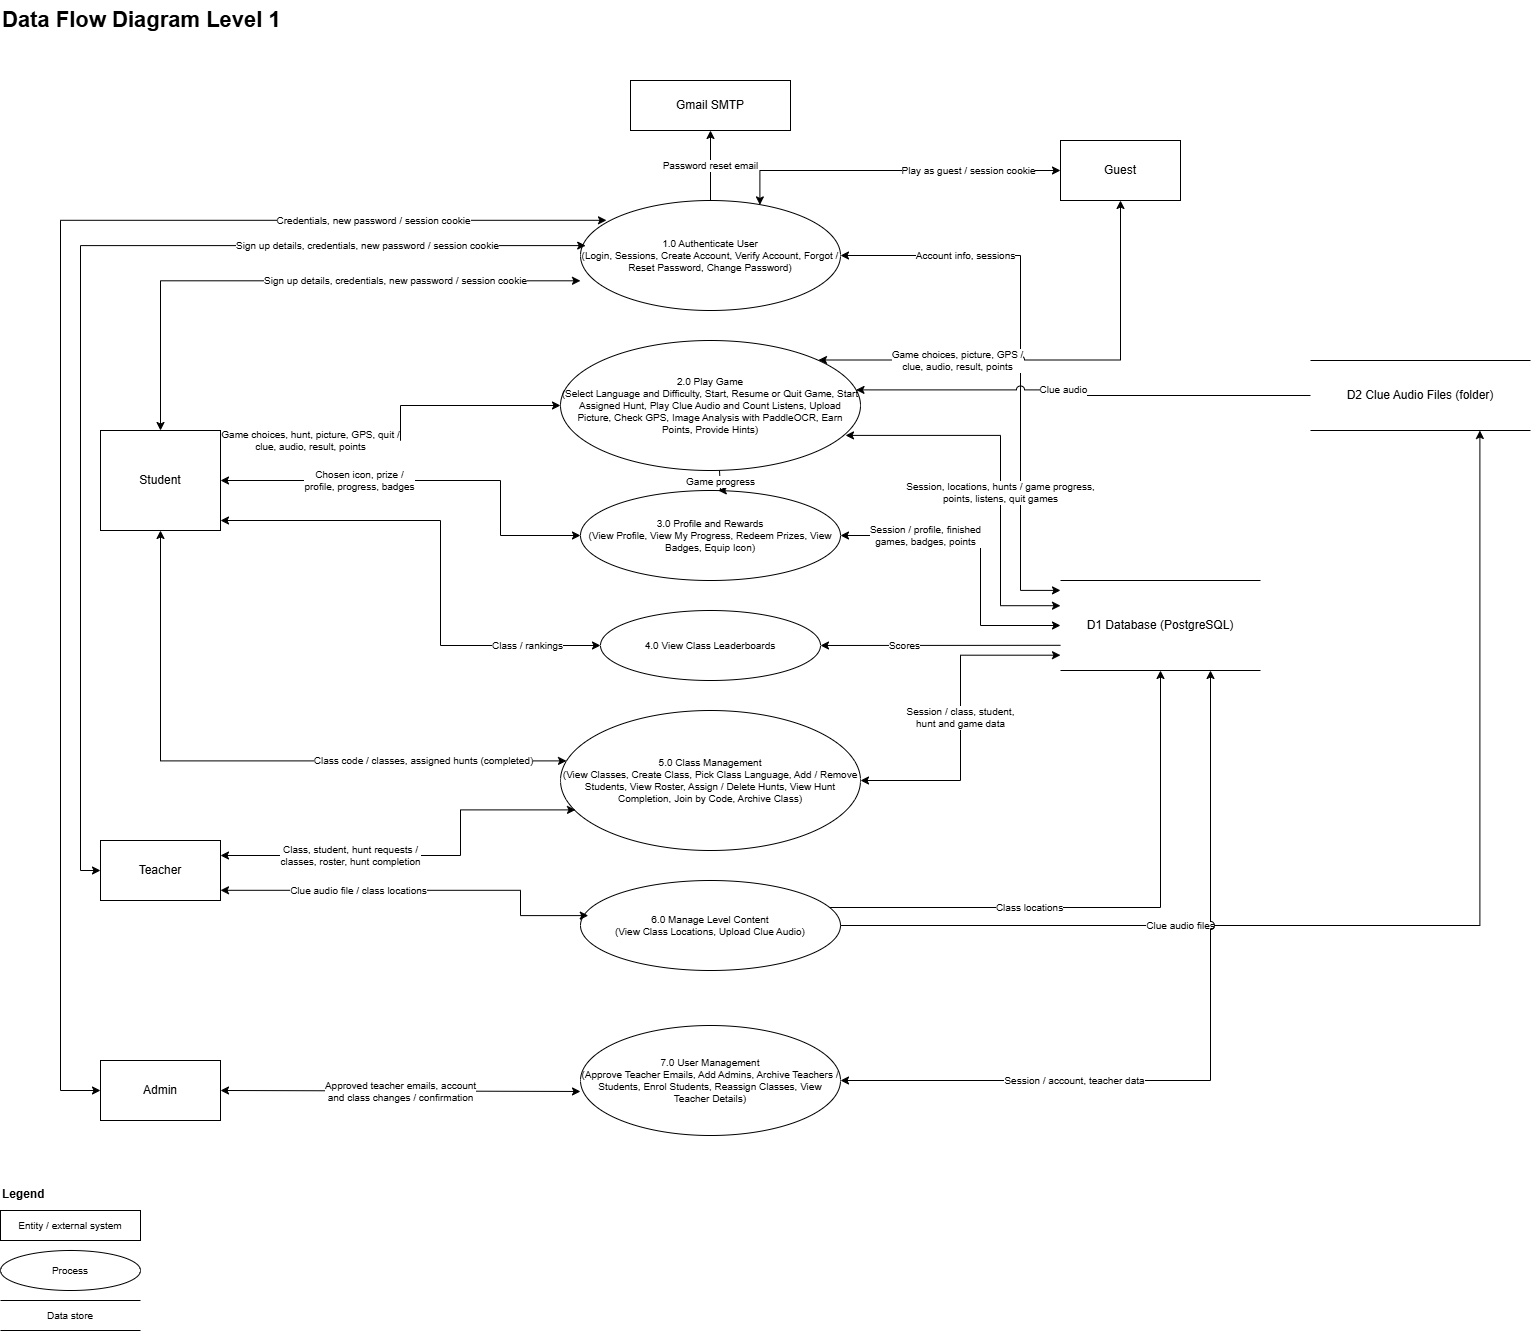 Data Flow Diagram Level 1
Gmail SMTP
Password reset email
Play as guest / session cookie
Guest
Credentials, new password / session cookie
Sign up details, credentials, new password / session cookie
Sign up details, credentials, new password / session cookie
1.0 Authenticate User
(Login, Sessions, Create Account, Verify Account, Forgot /
Reset Password, Change Password)
Account info, sessions
Game choices, picture, GPS /
clue, audio, result, points
2.0 Play Game
(Select Language and Difficulty, Start, Resume or Quit Game, Start
Assigned Hunt, Play Clue Audio and Count Listens, Upload
Picture, Check GPS, Image Analysis with PaddleOCR, Earn
Points, Provide Hints)
Clue audio
D2 Clue Audio Files (folder)
Game choices, hunt, picture, GPS, quit /
clue, audio, result, points
Student
Chosen icon, prize /
profile, progress, badges
Game progress
Session, locations, hunts / game progress,
points, listens, quit games
3.0 Profile and Rewards
(View Profile, View My Progress, Redeem Prizes, View
Badges, Equip Icon)
Session / profile, finished
games, badges, points
D1 Database (PostgreSQL)
Class / rankings
4.0 View Class Leaderboards
Scores
Session / class, student,
hunt and game data
Class code / classes, assigned hunts (completed)
5.0 Class Management
(View Classes, Create Class, Pick Class Language, Add / Remove
Students, View Roster, Assign / Delete Hunts, View Hunt
Completion, Join by Code, Archive Class)
Teacher
Class, student, hunt requests /
classes, roster, hunt completion
Clue audio file / class locations
6.0 Manage Level Content
(View Class Locations, Upload Clue Audio)
Class locations
Clue audio files
Admin
Approved teacher emails, account
and class changes / confirmation
7.0 User Management
(Approve Teacher Emails, Add Admins, Archive Teachers /
Students, Enrol Students, Reassign Classes, View
Teacher Details)
Session / account, teacher data
Legend
Entity / external system
Process
Data store